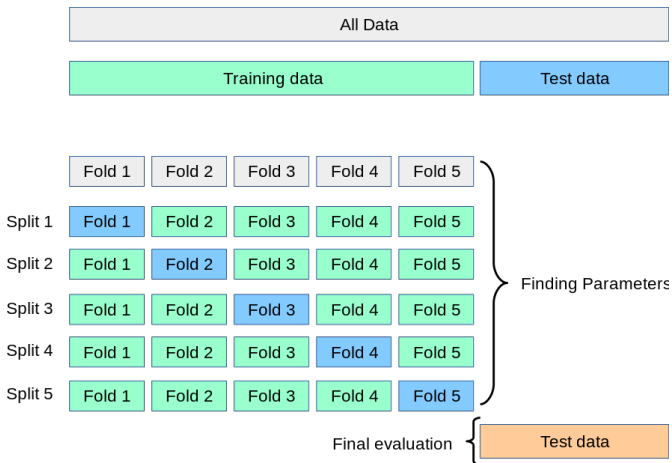 All Data
Training data Test data
Fold 1 Fold 2 Fold 3 Fold 4 Fold 5
Split 1 Fold 1 Fold 2 Fold 3 Fold 4 Fold 5
Split 2 Fold 1 Fold 2 Fold 3 Fold 4 Fold 5
Finding Parameters
Split 3 Fold 1 Fold 2 Fold 3 Fold 4 Fold 5
Split 4 Fold 1 Fold 2 Fold 3 Fold 4 Fold 5
Split 5 Fold 1 Fold 2 Fold 3 Fold 4 Fold 5
Final evaluation Test data